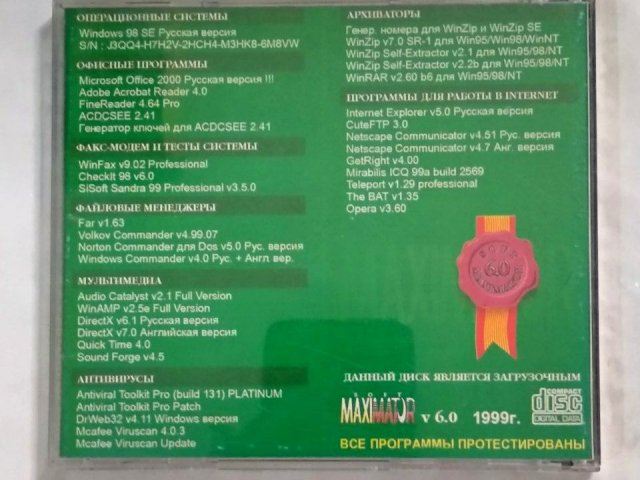 ОПЕРАЦИОННЫЕ СИСТЕМЫ
Windows 98 SE Русская версия
S/N : J3QQ4-H7H2V-2HCH4-M3HK8-6M8VW
ОФИСНЫЕ ПРОГРАММЫ
Microsoft Office 2000 Русская версия !!!
Adobe Acrobat Reader 4.0
FineReader 4.64 Pro
ACDCSEE 2.41
Генератор ключей для ACDCSEE 2.41
ФАКС-МОДЕМ И ТЕСТЫ СИСТЕМЫ
WinFax v9.02 Professional
CheckIt 98 v6.0
SiSoft Sandra 99 Professional v3.5.0
ФАЙЛОВЫЕ МЕНЕДЖЕРЫ
Far v1.63
Volkov Commander v4.99.07
Norton Commander для Dos v5.0 Рус. версия
Windows Commander v4.0 Рус. + Англ. вер.
МУЛЬТИМЕДИА
Audio Catalyst v2.1 Full Version
WinAMP v2.5e Full Version
DirectX v6.1 Русская версия
DirectX v7.0 Английская версия
Quick Time 4.0
Sound Forge v4.5
АНТИВИРУСЫ
Antiviral Toolkit Pro (build 131) PLATINUM
Antiviral Toolkit Pro Patch
DrWeb32 v4.11 Windows версия
Mcafee Viruscan 4.0.3
Mcafee Viruscan Update
АРХИВАТОРЫ
Генер. номера для WinZip и WinZip SE
WinZip v7.0 SR-1 для Win95/Win98/WinNT
WinZip Self-Extractor v2.1 для Win95/98/NT
WinZip Self-Extractor v2.2b для Win95/98/NT
WinRAR v2.60 b6 для Win95/98/NT
ПРОГРАММЫ ДЛЯ РАБОТЫ В INTERNET
Internet Explorer v5.0 Русская версия
CuteFTP 3.0
Netscape Communicator v4.51 Рус. версия
Netscape Communicator v4.7 Анг. версия
GetRight v4.00
Mirabilis ICQ 99a build 2569
Teleport v1.29 professional
The BAT v1.35
Opera v3.60
6.0
ДАННЫЙ ДИСК ЯВЛЯЕТСЯ ЗАГРУЗОЧНЫМ
MAXIMATOR v 6.0 1999г.
COMPACT
disc
DIGITAL DATA
ВСЕ ПРОГРАММЫ ПРОТЕСТИРОВАНЫ